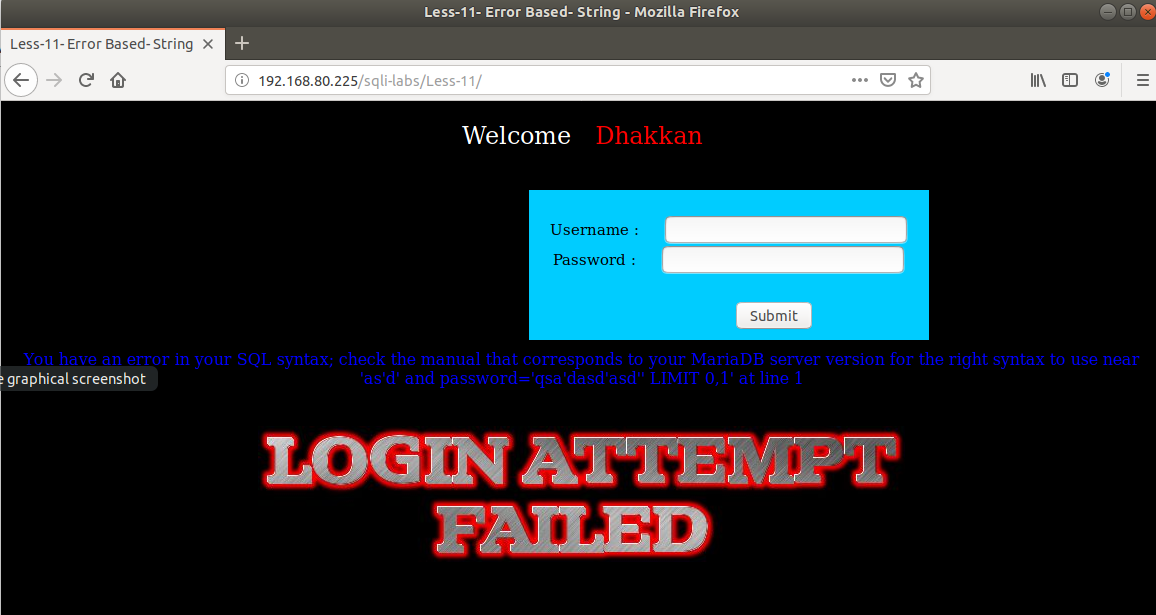 Less-11- Error Based- String - Mozilla Firefox
Less-11- Error Based- String
192.168.80.225/sqli-labs/Less-11/
Welcome Dhakkan
Username :
Password :
Submit
You have an error in your SQL syntax; check the manual that corresponds to your MariaDB server version for the right syntax to use near
e graphical screenshot
'as'd' and password='qsa'dasd'asd'' LIMIT 0,1' at line 1
LOGIN ATTEMPT
FAILED